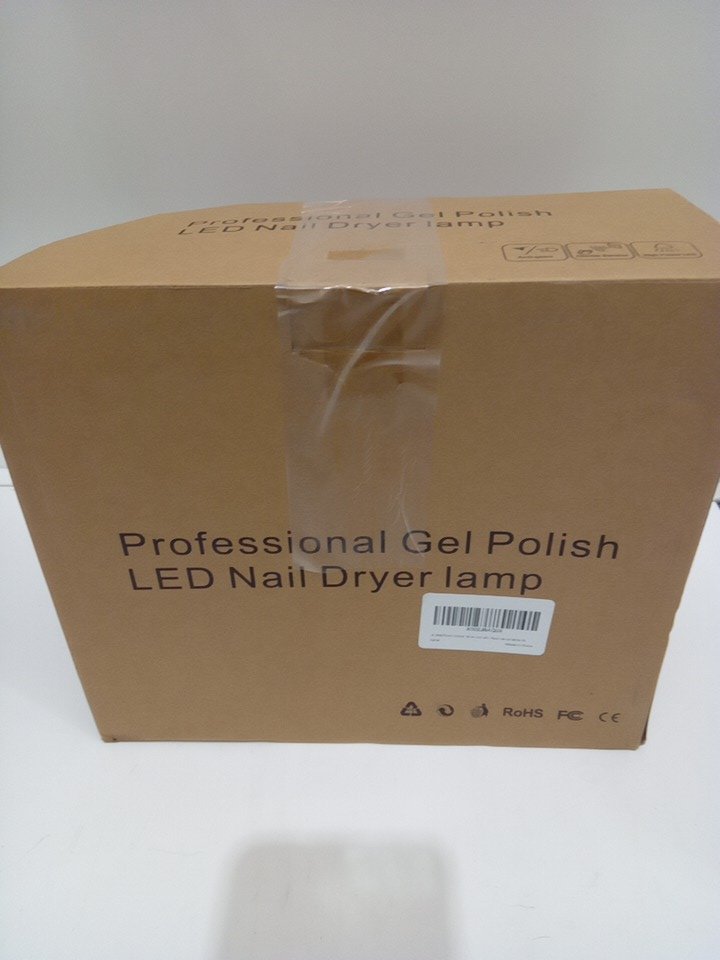 Professional Gel Polish
LED Nail Dryer lamp
Professional Gel Polish
LED Nail Dryer lamp
RoHS FC CE